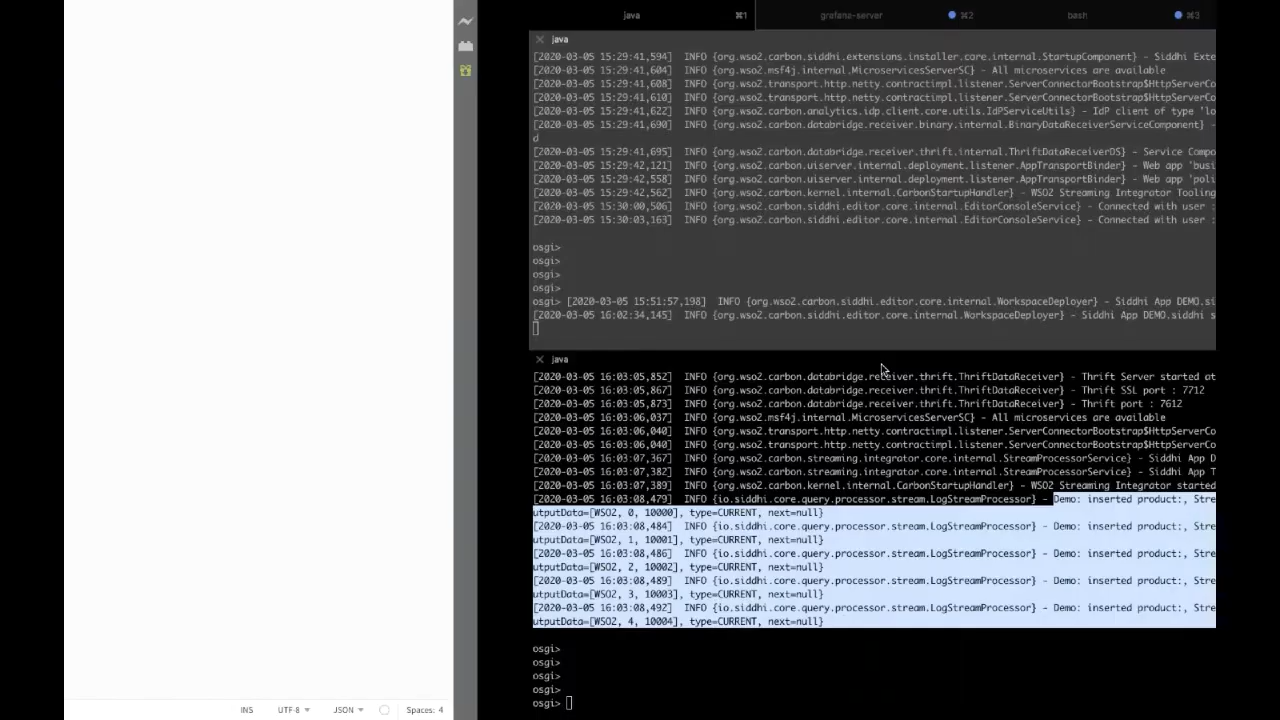 java ⌘1 grafana-server ⌘2 bash ⌘3
java
[2020-03-05 15:29:41,594] INFO {org.wso2.carbon.siddhi.extensions.installer.core.internal.StartupComponent} - Siddhi Exte
[2020-03-05 15:29:41,604] INFO {org.wso2.msf4j.internal.MicroservicesServerSC} - All microservices are available
[2020-03-05 15:29:41,608] INFO {org.wso2.transport.http.netty.contractimpl.listener.ServerConnectorBootstrap$HttpServerCo
[2020-03-05 15:29:41,610] INFO {org.wso2.transport.http.netty.contractimpl.listener.ServerConnectorBootstrap$HttpServerCo
[2020-03-05 15:29:41,622] INFO {org.wso2.carbon.analytics.idp.client.core.utils.IdPServiceUtils} - IdP client of type 'lo
[2020-03-05 15:29:41,690] INFO {org.wso2.carbon.databridge.receiver.binary.internal.BinaryDataReceiverServiceComponent} -
d
[2020-03-05 15:29:41,695] INFO {org.wso2.carbon.databridge.receiver.thrift.internal.ThriftDataReceiverDS} - Service Compo
[2020-03-05 15:29:42,121] INFO {org.wso2.carbon.uiserver.internal.deployment.listener.AppTransportBinder} - Web app 'busi
[2020-03-05 15:29:42,558] INFO {org.wso2.carbon.uiserver.internal.deployment.listener.AppTransportBinder} - Web app 'poli
[2020-03-05 15:29:42,562] INFO {org.wso2.carbon.kernel.internal.CarbonStartupHandler} - WSO2 Streaming Integrator Tooling
[2020-03-05 15:30:00,506] INFO {org.wso2.carbon.siddhi.editor.core.internal.EditorConsoleService} - Connected with user :
[2020-03-05 15:30:03,163] INFO {org.wso2.carbon.siddhi.editor.core.internal.EditorConsoleService} - Connected with user :
osgi>
osgi>
osgi>
osgi>
osgi> [2020-03-05 15:51:57,198] INFO {org.wso2.carbon.siddhi.editor.core.internal.WorkspaceDeployer} - Siddhi App DEMO.si
[2020-03-05 16:02:34,145] INFO {org.wso2.carbon.siddhi.editor.core.internal.WorkspaceDeployer} - Siddhi App DEMO.siddhi s
java
[2020-03-05 16:03:05,852] INFO {org.wso2.carbon.databridge.receiver.thrift.ThriftDataReceiver} - Thrift Server started at
[2020-03-05 16:03:05,867] INFO {org.wso2.carbon.databridge.receiver.thrift.ThriftDataReceiver} - Thrift SSL port : 7712
[2020-03-05 16:03:05,873] INFO {org.wso2.carbon.databridge.receiver.thrift.ThriftDataReceiver} - Thrift port : 7612
[2020-03-05 16:03:06,037] INFO {org.wso2.msf4j.internal.MicroservicesServerSC} - All microservices are available
[2020-03-05 16:03:06,040] INFO {org.wso2.transport.http.netty.contractimpl.listener.ServerConnectorBootstrap$HttpServerCo
[2020-03-05 16:03:06,040] INFO {org.wso2.transport.http.netty.contractimpl.listener.ServerConnectorBootstrap$HttpServerCo
[2020-03-05 16:03:07,367] INFO {org.wso2.carbon.streaming.integrator.core.internal.StreamProcessorService} - Siddhi App D
[2020-03-05 16:03:07,382] INFO {org.wso2.carbon.streaming.integrator.core.internal.StreamProcessorService} - Siddhi App T
[2020-03-05 16:03:07,389] INFO {org.wso2.carbon.kernel.internal.CarbonStartupHandler} - WSO2 Streaming Integrator started
[2020-03-05 16:03:08,479] INFO {io.siddhi.core.query.processor.stream.LogStreamProcessor} - Demo: inserted product:, Stre
utputData=[WSO2, 0, 10000], type=CURRENT, next=null}
[2020-03-05 16:03:08,484] INFO {io.siddhi.core.query.processor.stream.LogStreamProcessor} - Demo: inserted product:, Stre
utputData=[WSO2, 1, 10001], type=CURRENT, next=null}
[2020-03-05 16:03:08,486] INFO {io.siddhi.core.query.processor.stream.LogStreamProcessor} - Demo: inserted product:, Stre
utputData=[WSO2, 2, 10002], type=CURRENT, next=null}
[2020-03-05 16:03:08,489] INFO {io.siddhi.core.query.processor.stream.LogStreamProcessor} - Demo: inserted product:, Stre
utputData=[WSO2, 3, 10003], type=CURRENT, next=null}
[2020-03-05 16:03:08,492] INFO {io.siddhi.core.query.processor.stream.LogStreamProcessor} - Demo: inserted product:, Stre
utputData=[WSO2, 4, 10004], type=CURRENT, next=null}
osgi>
osgi>
osgi>
osgi>
osgi>
INS UTF-8 JSON Spaces: 4